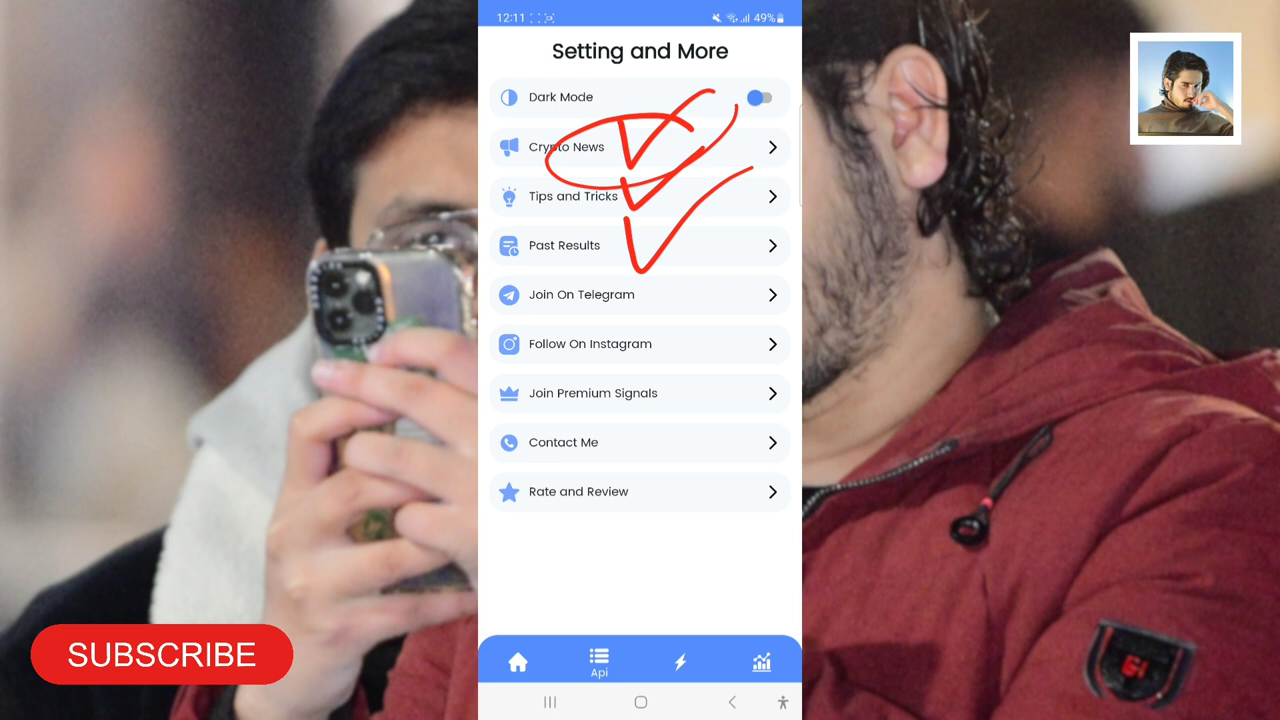 12:11
49%
Setting and More
Dark Mode
Crypto News
Tips and Tricks
Past Results
Join On Telegram
Follow On Instagram
Join Premium Signals
Contact Me
Rate and Review
Api
SUBSCRIBE